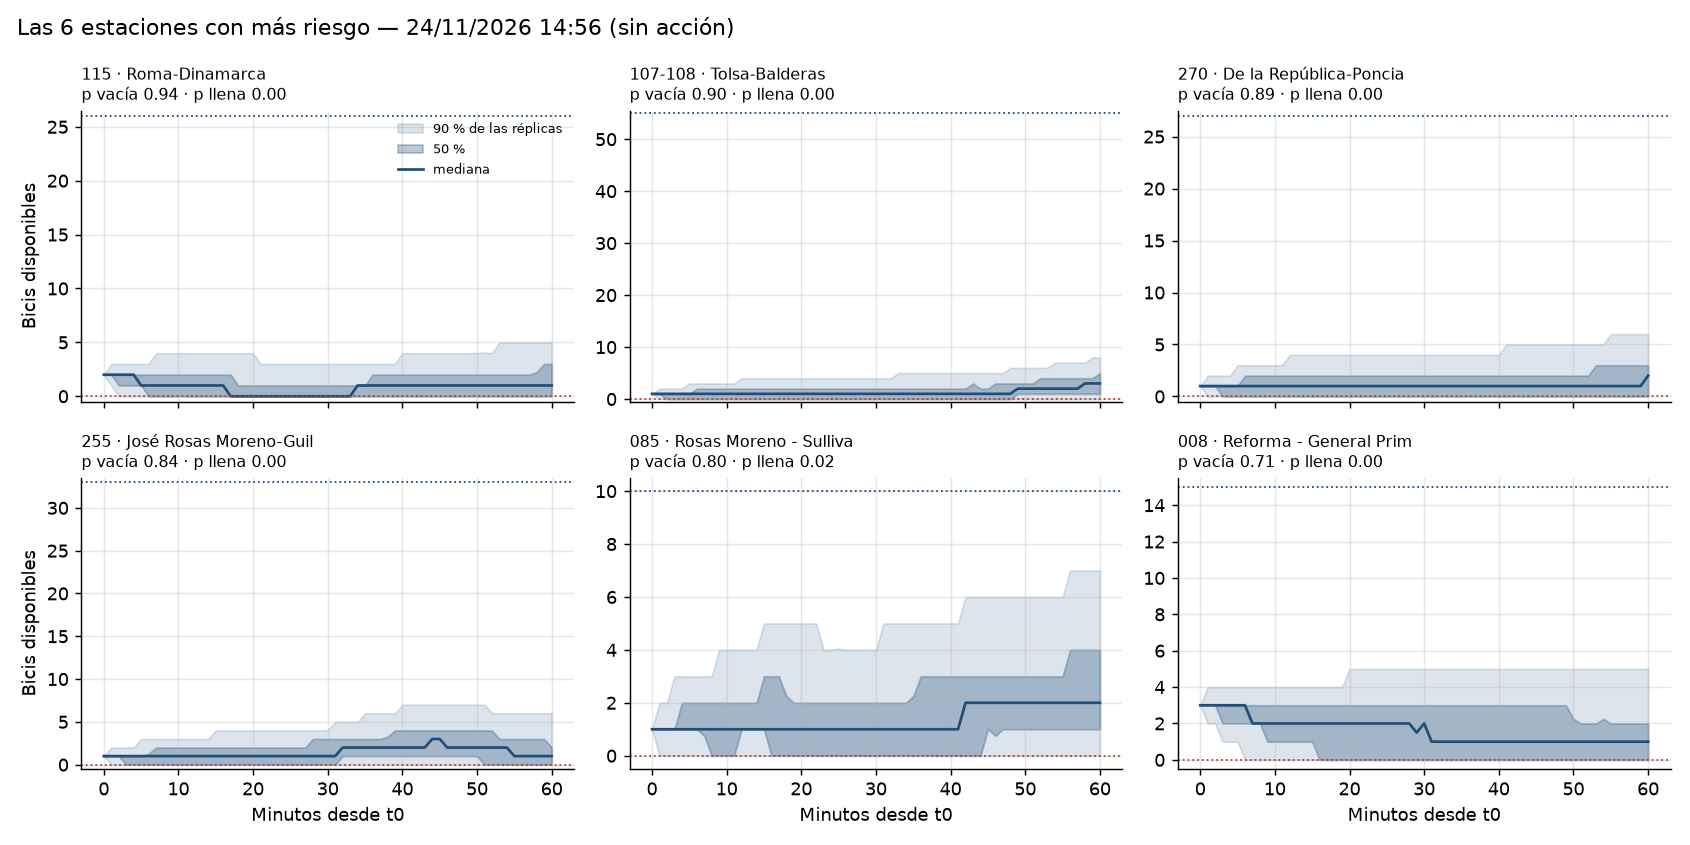 Las 6 estaciones con más riesgo — 24/11/2026 14:56 (sin acción)
115 · Roma-Dinamarca
p vacía 0.94 · p llena 0.00
Bicis disponibles
25
20
15
10
5
0
90 % de las réplicas
50 %
mediana
107-108 · Tolsa-Balderas
p vacía 0.90 · p llena 0.00
50
40
30
20
10
0
270 · De la República-Poncia
p vacía 0.89 · p llena 0.00
25
20
15
10
5
0
255 · José Rosas Moreno-Guil
p vacía 0.84 · p llena 0.00
Bicis disponibles
30
25
20
15
10
5
0
0 10 20 30 40 50 60
Minutos desde t0
085 · Rosas Moreno - Sulliva
p vacía 0.80 · p llena 0.02
10
8
6
4
2
0
0 10 20 30 40 50 60
Minutos desde t0
008 · Reforma - General Prim
p vacía 0.71 · p llena 0.00
14
12
10
8
6
4
2
0
0 10 20 30 40 50 60
Minutos desde t0